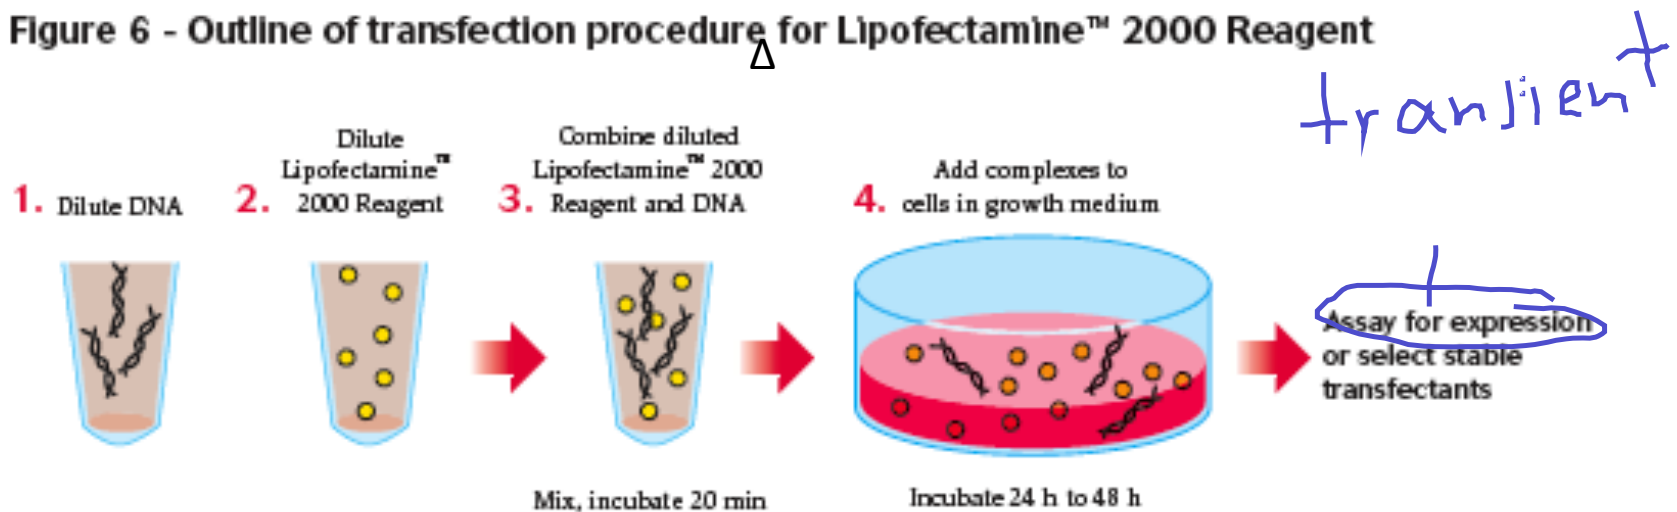 Figure 6 - Outline of transfection procedure for Lipofectamine™ 2000 Reagent
Δ
transient
1. Dilute DNA
2. Dilute
Lipofectamine™
2000 Reagent
3. Combine diluted
Lipofectamine™ 2000
Reagent and DNA
4. Add complexes to
cells in growth medium
Assay for expression
or select stable
transfectants
Mix, incubate 20 min
Incubate 24 h to 48 h